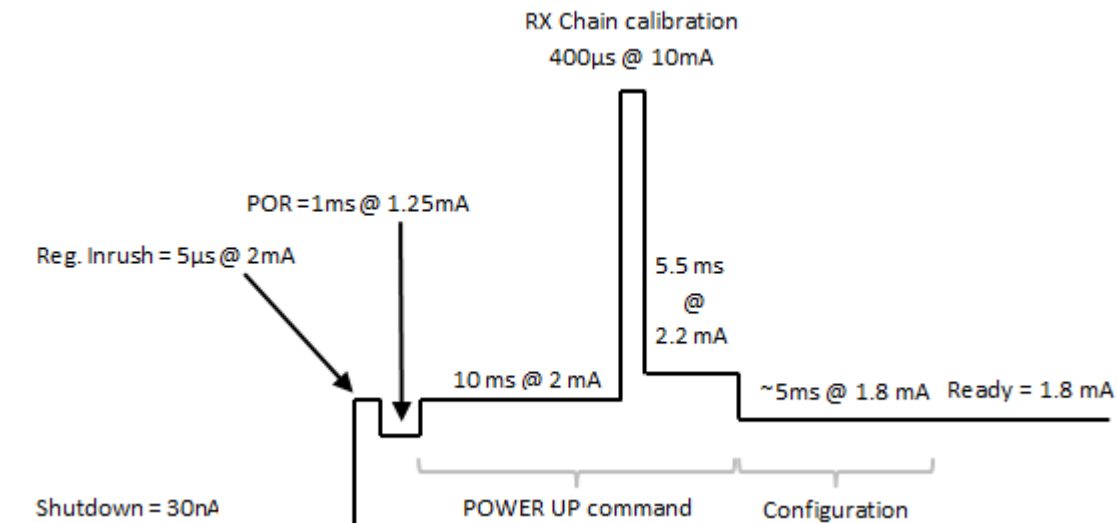 RX Chain calibration
400µs @ 10mA
POR =1ms @ 1.25mA
Reg. Inrush = 5µs @ 2mA
5.5 ms
@
2.2 mA
10 ms @ 2 mA
~5ms @ 1.8 mA
Ready = 1.8 mA
Shutdown = 30nA
POWER UP command
Configuration